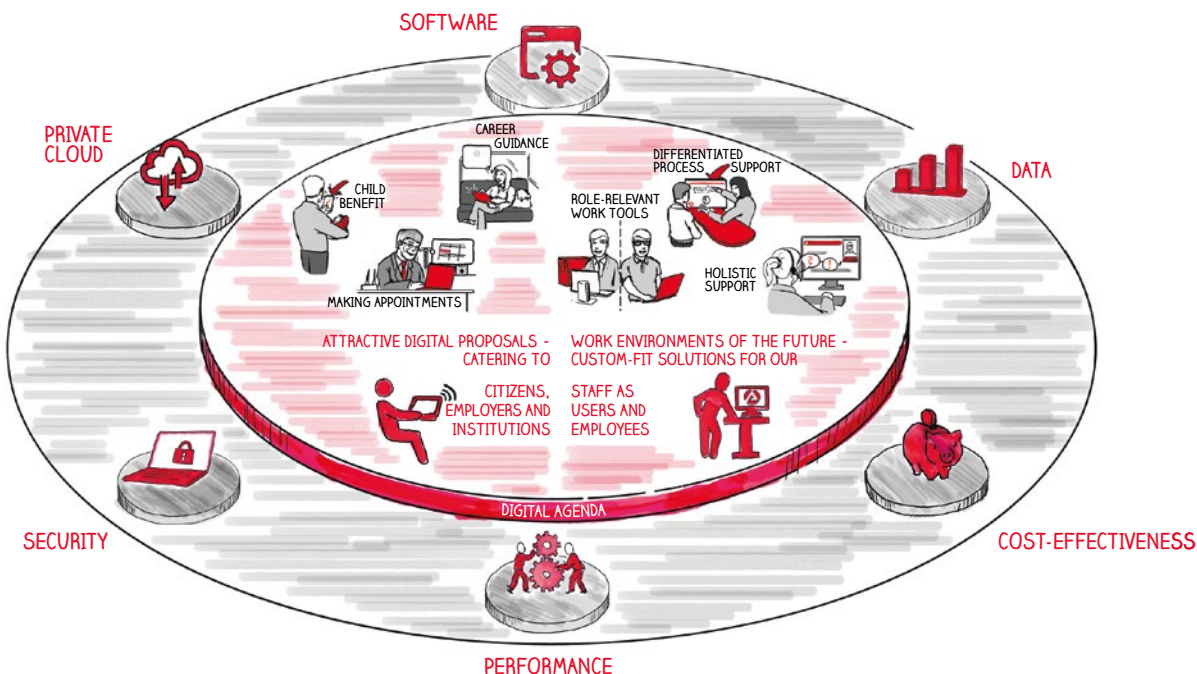 SOFTWARE
PRIVATE
CLOUD
DATA
CAREER
GUIDANCE
CHILD
BENEFIT
MAKING APPOINTMENTS
DIFFERENTIATED
PROCESS SUPPORT
ROLE-RELEVANT
WORK TOOLS
HOLISTIC
SUPPORT
ATTRACTIVE DIGITAL PROPOSALS -
CATERING TO
CITIZENS,
EMPLOYERS AND
INSTITUTIONS
WORK ENVIRONMENTS OF THE FUTURE -
CUSTOM-FIT SOLUTIONS FOR OUR
STAFF AS
USERS AND
EMPLOYEES
DIGITAL AGENDA
SECURITY
COST-EFFECTIVENESS
PERFORMANCE